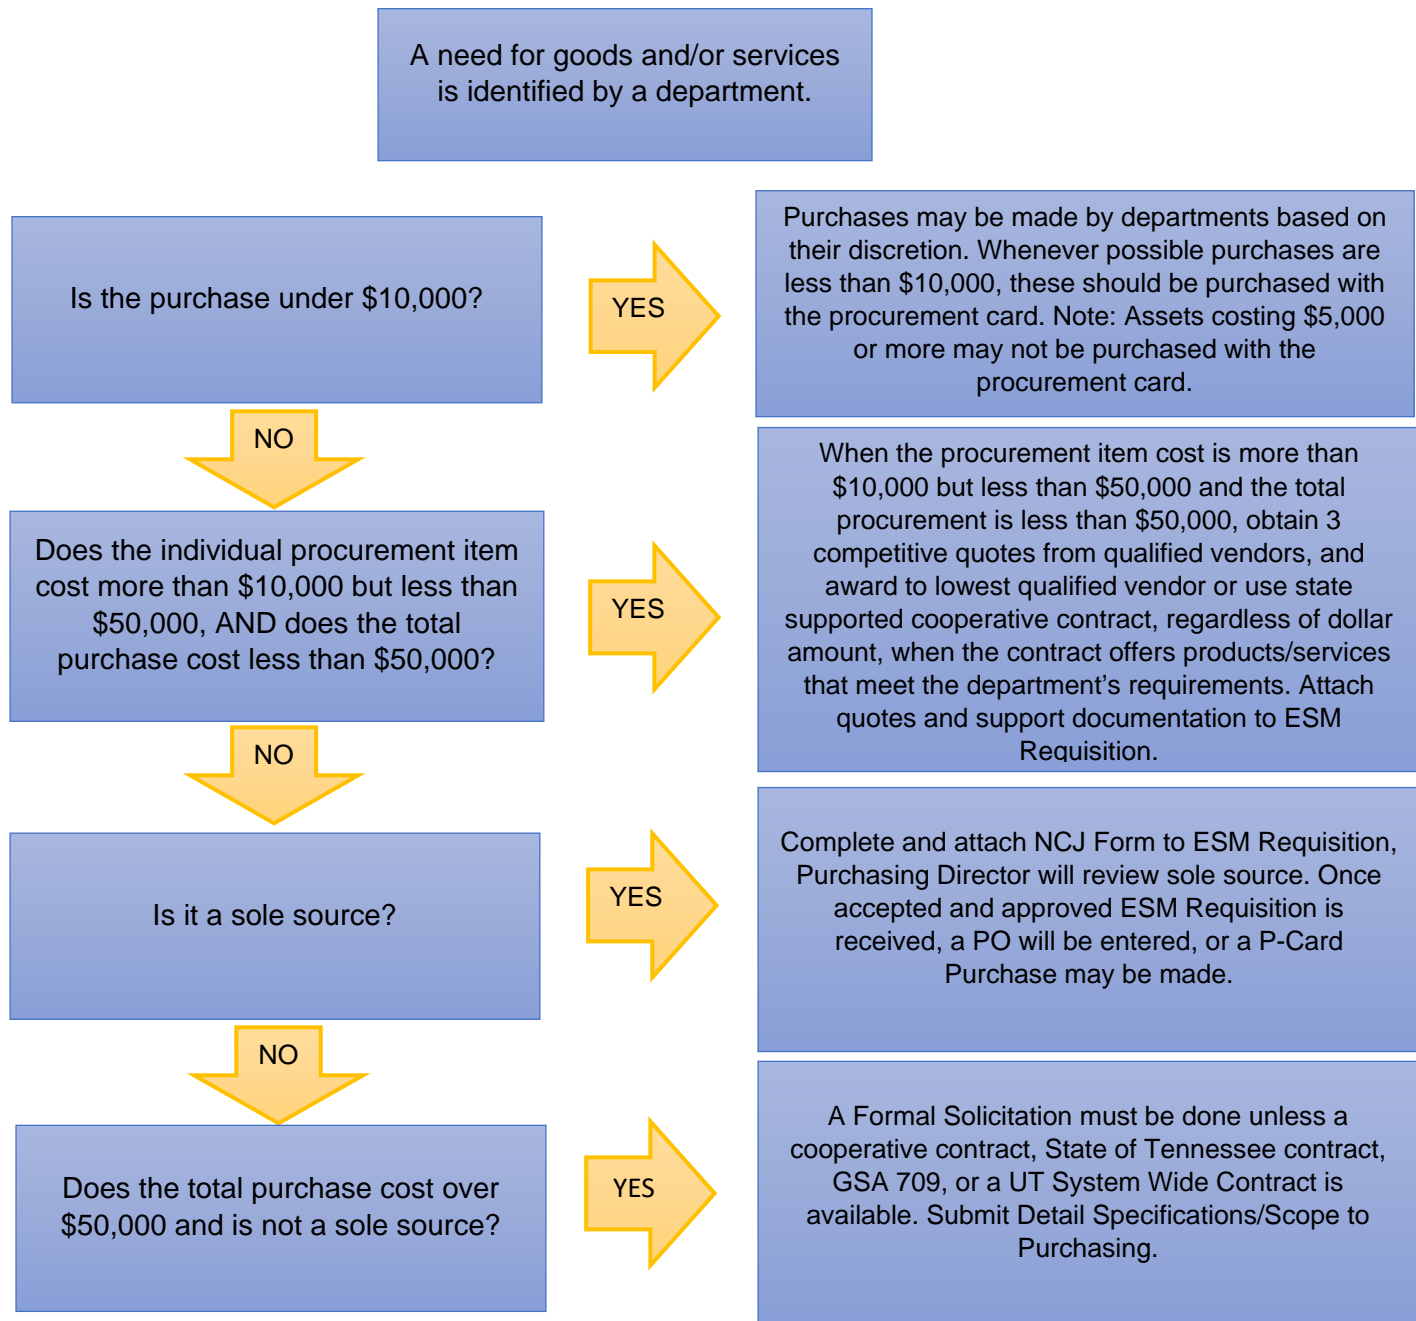 A need for goods and/or services
is identified by a department.
Is the purchase under $10,000?
YES
Purchases may be made by departments based on
their discretion. Whenever possible purchases are
less than $10,000, these should be purchased with
the procurement card. Note: Assets costing $5,000
or more may not be purchased with the
procurement card.
NO
Does the individual procurement item
cost more than $10,000 but less than
$50,000, AND does the total
purchase cost less than $50,000?
YES
When the procurement item cost is more than
$10,000 but less than $50,000 and the total
procurement is less than $50,000, obtain 3
competitive quotes from qualified vendors, and
award to lowest qualified vendor or use state
supported cooperative contract, regardless of dollar
amount, when the contract offers products/services
that meet the department’s requirements. Attach
quotes and support documentation to ESM
Requisition.
NO
Is it a sole source?
YES
Complete and attach NCJ Form to ESM Requisition,
Purchasing Director will review sole source. Once
accepted and approved ESM Requisition is
received, a PO will be entered, or a P-Card
Purchase may be made.
NO
Does the total purchase cost over
$50,000 and is not a sole source?
YES
A Formal Solicitation must be done unless a
cooperative contract, State of Tennessee contract,
GSA 709, or a UT System Wide Contract is
available. Submit Detail Specifications/Scope to
Purchasing.